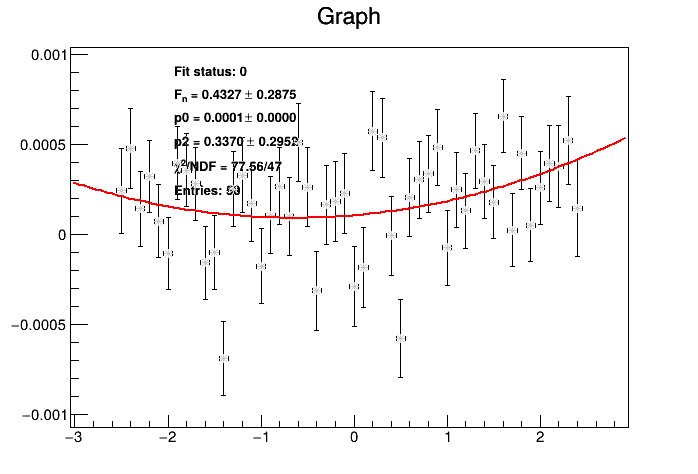 Graph
0.001
0.0005
0
−0.0005
−0.001
Fit status: 0
Fn = 0.4327 ± 0.2875
p0 = 0.0001 ± 0.0000
p2 = 0.3370 ± 0.2952
χ²/NDF = 77.56/47
Entries: 50
−3 −2 −1 0 1 2